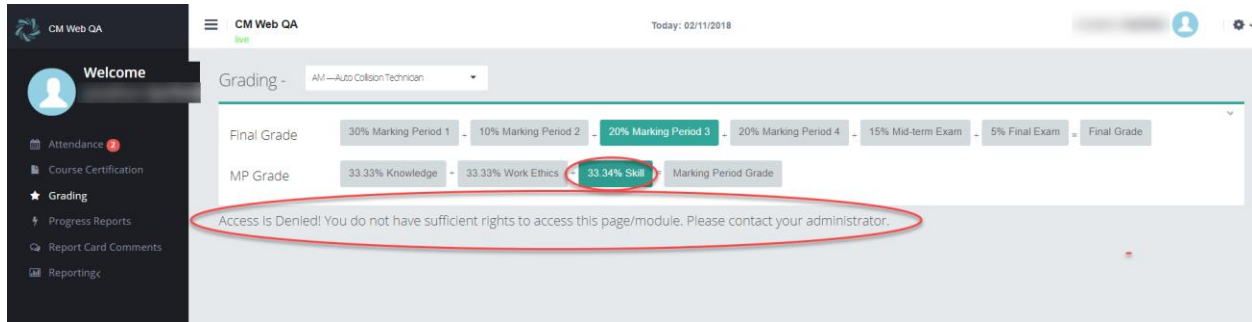 CM Web QA
CM Web QA
live
Today: 02/11/2018
Welcome
Grading - AM —Auto Collision Technician
Attendance 2
Course Certification
Grading
Progress Reports
Report Card Comments
Reporting
Final Grade 30% Marking Period 1 + 10% Marking Period 2 + 20% Marking Period 3 + 20% Marking Period 4 + 15% Mid-term Exam + 5% Final Exam = Final Grade
MP Grade 33.33% Knowledge + 33.33% Work Ethics + 33.34% Skill = Marking Period Grade
Access Is Denied! You do not have sufficient rights to access this page/module. Please contact your administrator.